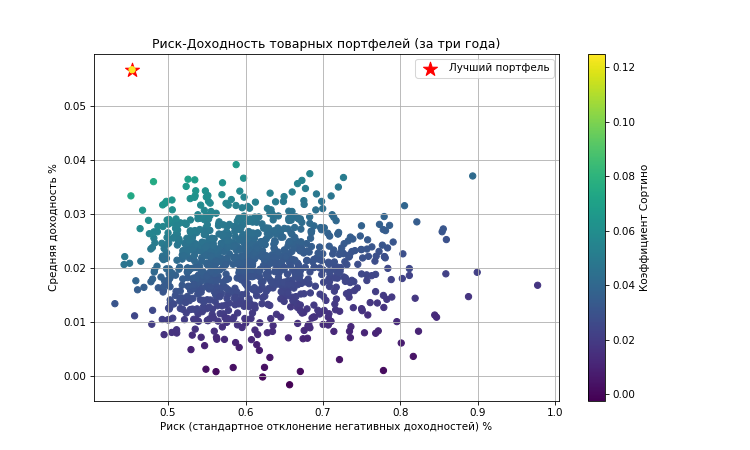 Риск-Доходность товарных портфелей (за три года)
Лучший портфель
Средняя доходность %
0.05
0.04
0.03
0.02
0.01
0.00
0.5 0.6 0.7 0.8 0.9 1.0
Риск (стандартное отклонение негативных доходностей) %
0.12
0.10
0.08
0.06
0.04
0.02
0.00
Коэффициент Сортино